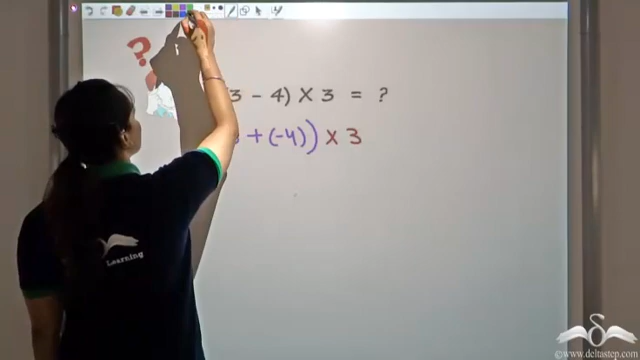 ?
3 - 4) X 3 = ?
+ (-4)) X 3
Learning
©www.deltastep.com